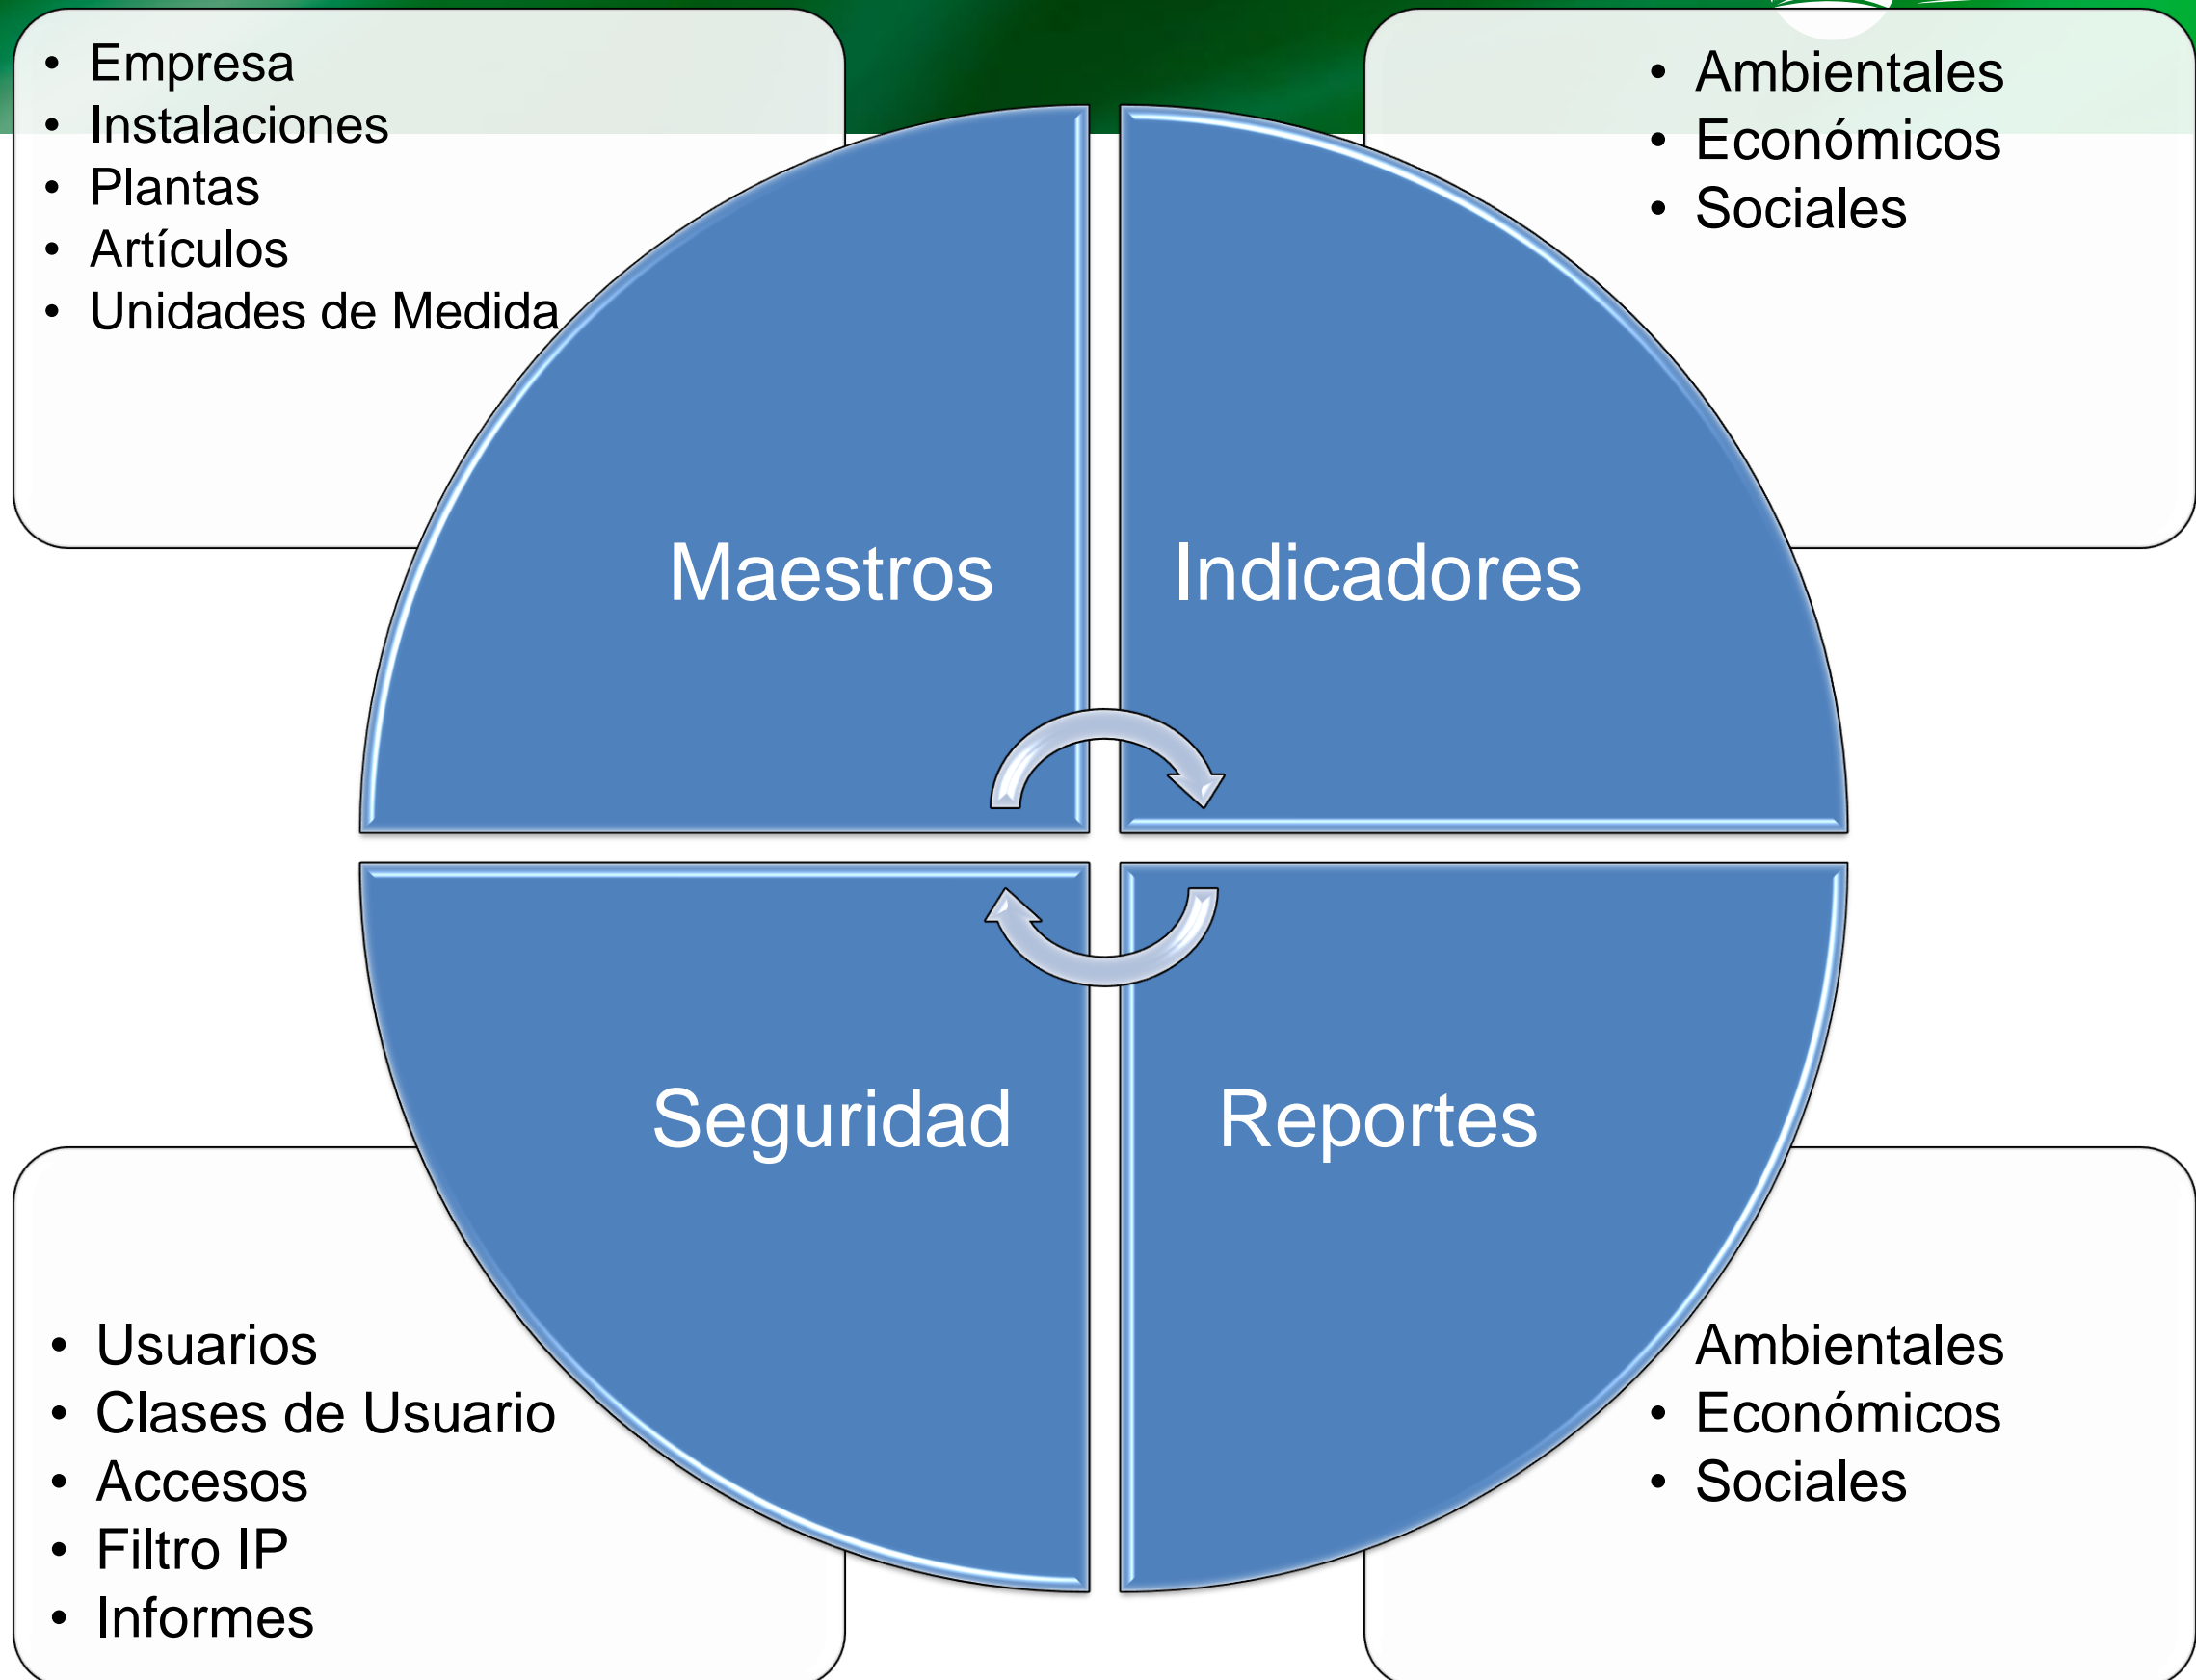 • Empresa
• Instalaciones
• Plantas
• Artículos
• Unidades de Medida
• Ambientales
• Económicos
• Sociales
Maestros
Indicadores
Seguridad
Reportes
• Usuarios
• Clases de Usuario
• Accesos
• Filtro IP
• Informes
Ambientales
• Económicos
• Sociales